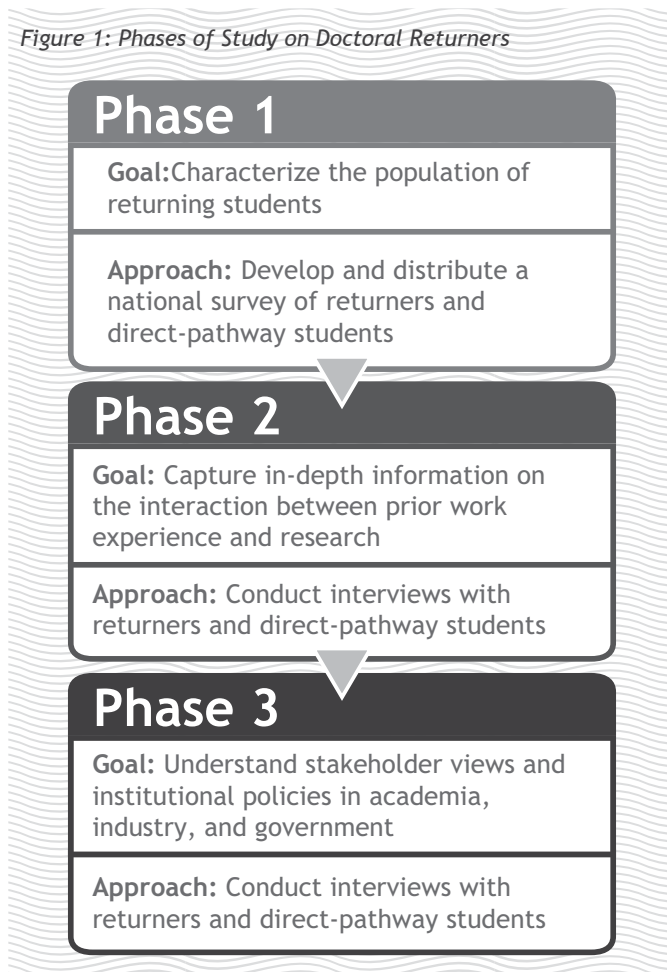 Figure 1: Phases of Study on Doctoral Returners
Phase 1
Goal:Characterize the population of
returning students
Approach: Develop and distribute a
national survey of returners and
direct-pathway students
Phase 2
Goal: Capture in-depth information on
the interaction between prior work
experience and research
Approach: Conduct interviews with
returners and direct-pathway students
Phase 3
Goal: Understand stakeholder views and
institutional policies in academia,
industry, and government
Approach: Conduct interviews with
returners and direct-pathway students